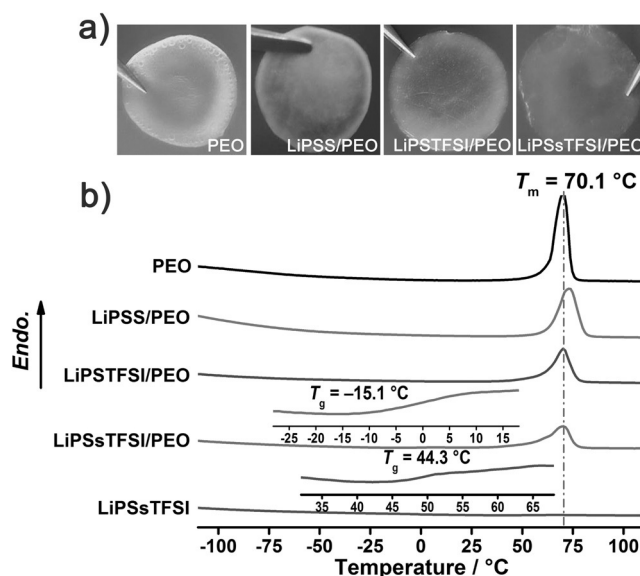 a)
PEO
LiPSS/PEO
LiPSTFSI/PEO
LiPSsTFSI/PEO
b)
Tm = 70.1 °C
PEO
LiPSS/PEO
LiPSTFSI/PEO
Tg = –15.1 °C
-25 -20 -15 -10 -5 0 5 10 15
LiPSsTFSI/PEO
Tg = 44.3 °C
35 40 45 50 55 60 65
LiPSsTFSI
Endo.
-100 -75 -50 -25 0 25 50 75 100
Temperature / °C